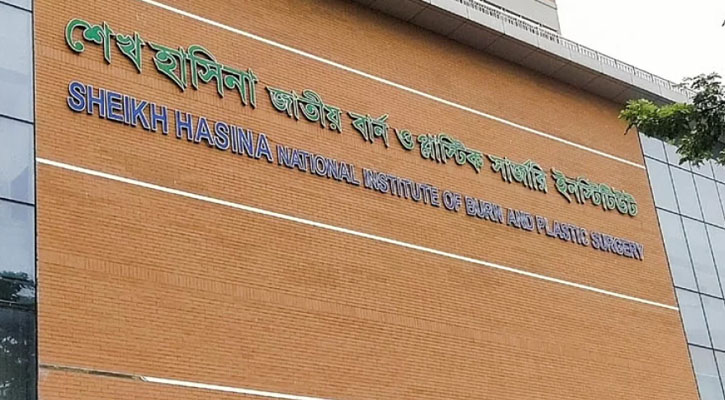 শেখ হাসিনা জাতীয় বার্ন ও প্লাস্টিক সার্জারি ইনস্টিটিউট
SHEIKH HASINA NATIONAL INSTITUTE OF BURN AND PLASTIC SURGERY